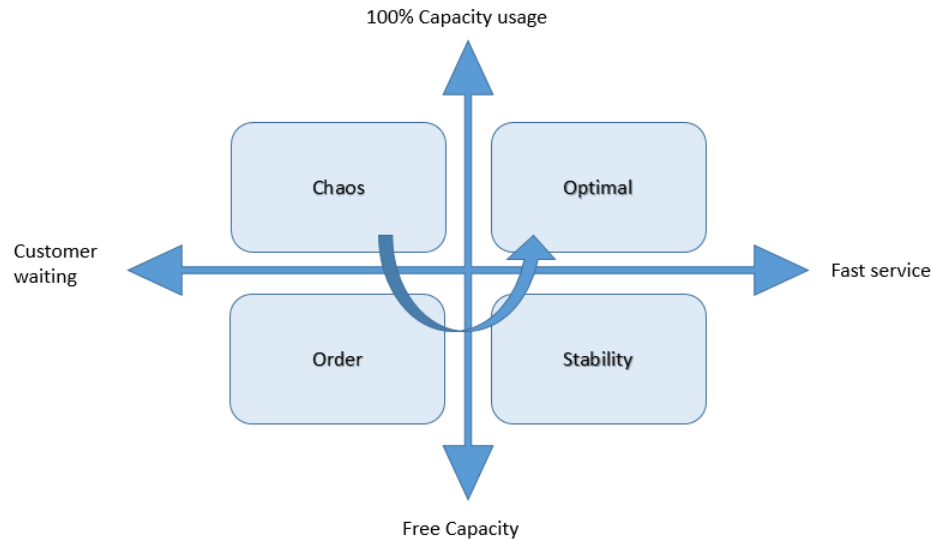 100% Capacity usage
Chaos
Optimal
Customer
waiting
Fast service
Order
Stability
Free Capacity